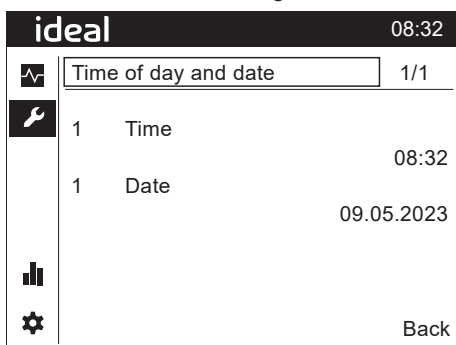 ideal 08:32
Time of day and date 1/1
1 Time
08:32
1 Date
09.05.2023
Back